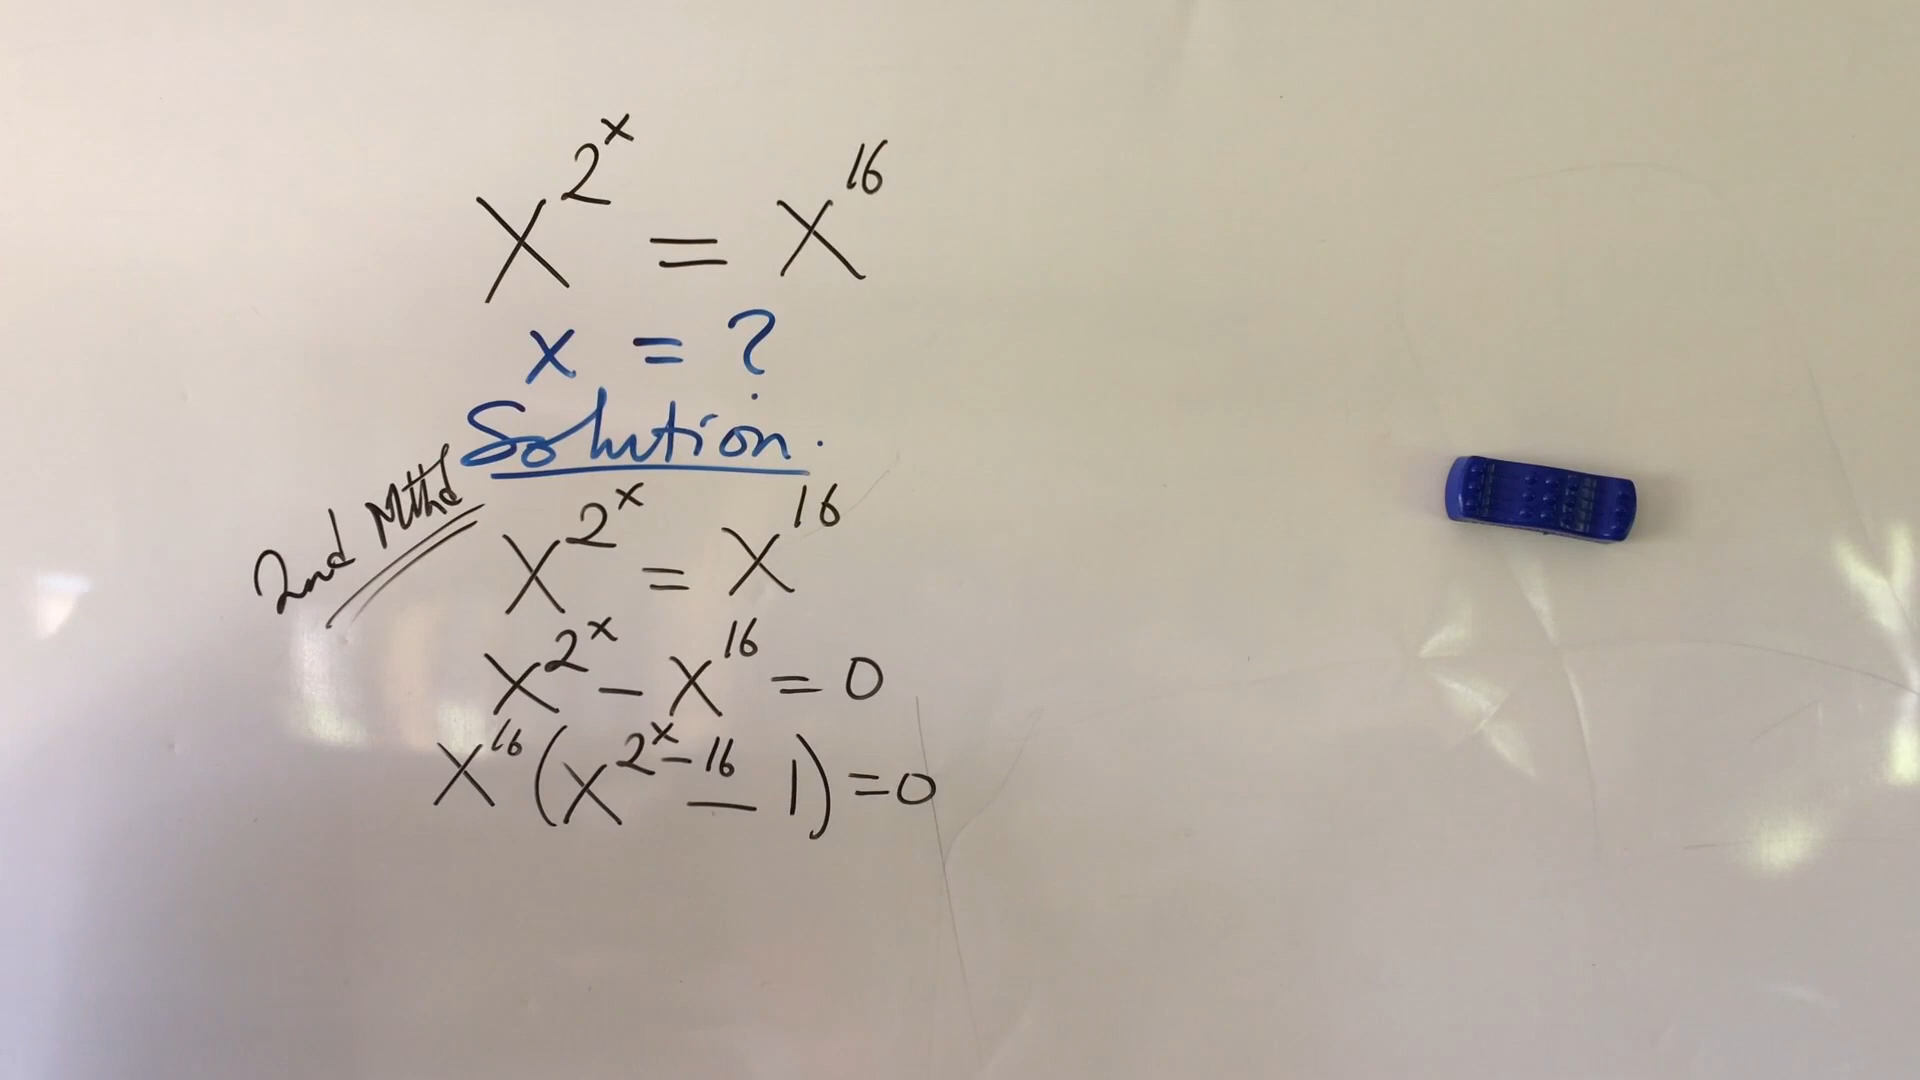 X^2^x = X^16
x = ?
Solution.
2nd Mthd
X^2^x = X^16
X^2^x - X^16 = 0
X^16 (X^2^x-16 - 1) = 0